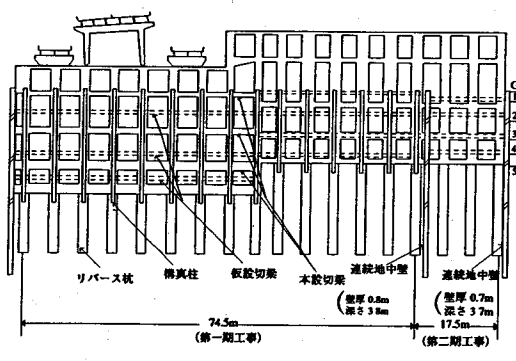 G
1
2
3
4
5
リバース杭
構真柱
仮設切梁
本設切梁
連続地中壁
壁厚 0.8m
深さ 38m
連続地中壁
壁厚 0.7m
深さ 37m
74.5m
(第一期工事)
17.5m
(第二期工事)